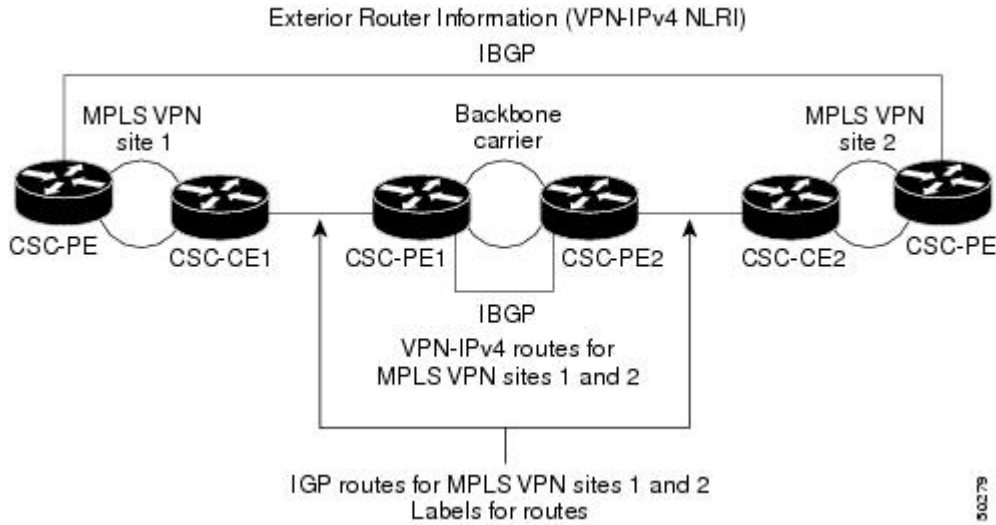 Exterior Router Information (VPN-IPv4 NLRI)
IBGP
MPLS VPN
site 1
Backbone
carrier
MPLS VPN
site 2
CSC-PE
CSC-CE1
CSC-PE1
CSC-PE2
CSC-CE2
CSC-PE
IBGP
VPN-IPv4 routes for
MPLS VPN sites 1 and 2
IGP routes for MPLS VPN sites 1 and 2
Labels for routes
50279